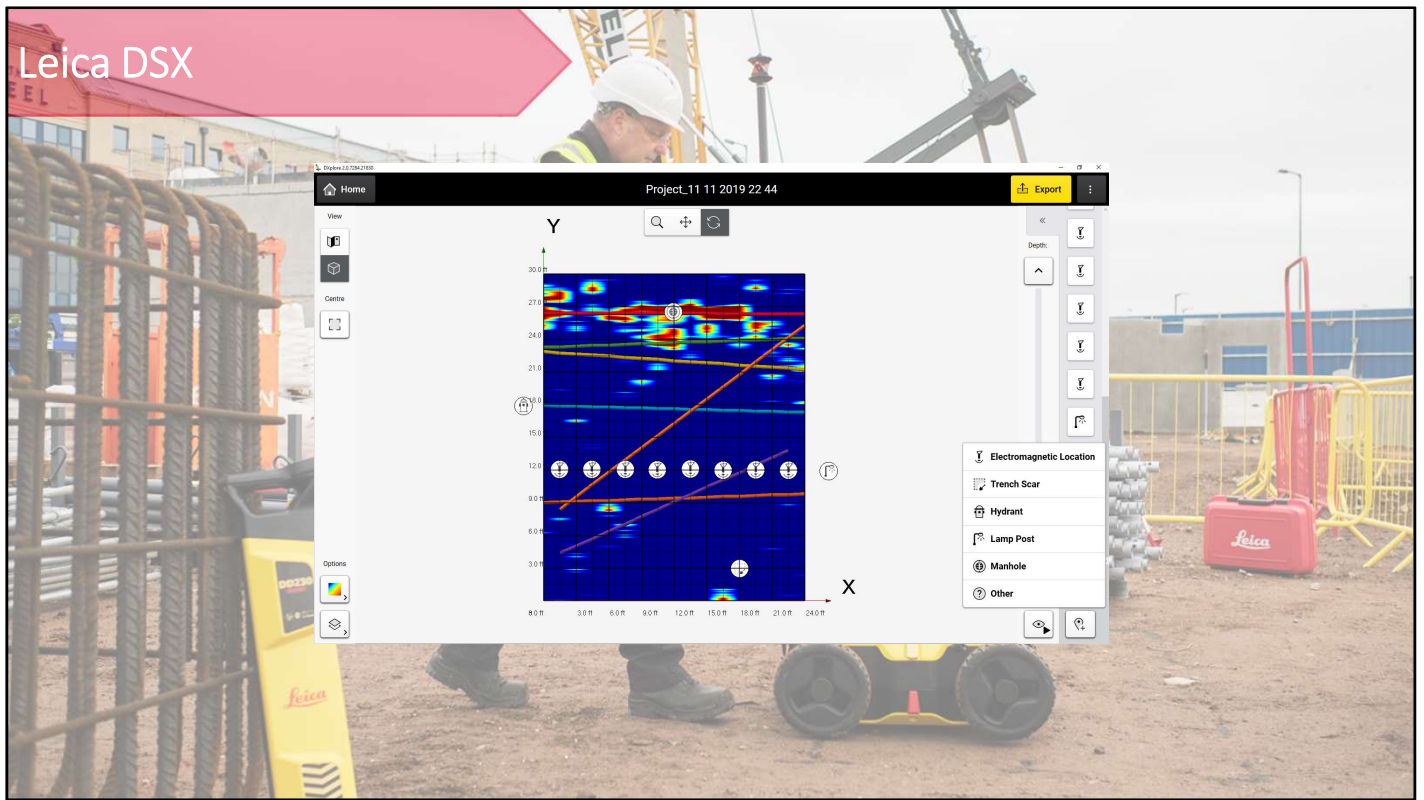 Leica DSX
EEL
EL
DXplore 2.0.7284.21830
Home
Project_11 11 2019 22 44
Export
View
Y
Depth:
30.0 ft
27.0
24.0
21.0
18.0
15.0
12.0
9.0 ft
6.0 ft
3.0 ft
Centre
Options
X
0.0 ft 3.0 ft 6.0 ft 9.0 ft 12.0 ft 15.0 ft 18.0 ft 21.0 ft 24.0 ft
Electromagnetic Location
Trench Scar
Hydrant
Lamp Post
Manhole
Other
DD230
Leica
Leica